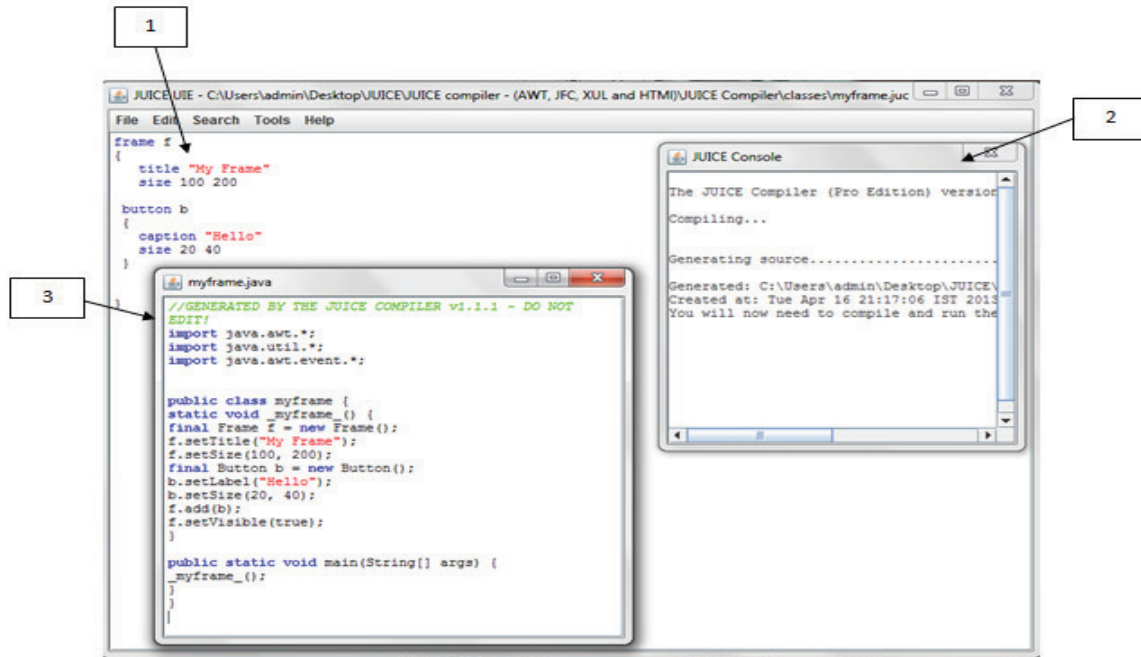 1
JUICE UIE - C:\Users\admin\Desktop\JUICE\JUICE compiler - (AWT, JFC, XUL and HTMl)\JUICE Compiler\classes\myframe.juc
2
File Edit Search Tools Help
frame f
{
title "My Frame"
size 100 200
button b
{
caption "Hello"
size 20 40
}
}
JUICE Console
The JUICE Compiler (Pro Edition) version
Compiling...
Generating source.......................
Generated: C:\Users\admin\Desktop\JUICE\
Created at: Tue Apr 16 21:17:06 IST 2013
You will now need to compile and run the
3
myframe.java
//GENERATED BY THE JUICE COMPILER v1.1.1 - DO NOT
EDIT!
import java.awt.*;
import java.util.*;
import java.awt.event.*;
public class myframe {
static void _myframe_() {
final Frame f = new Frame();
f.setTitle("My Frame");
f.setSize(100, 200);
final Button b = new Button();
b.setLabel("Hello");
b.setSize(20, 40);
f.add(b);
f.setVisible(true);
}
public static void main(String[] args) {
_myframe_();
}
}